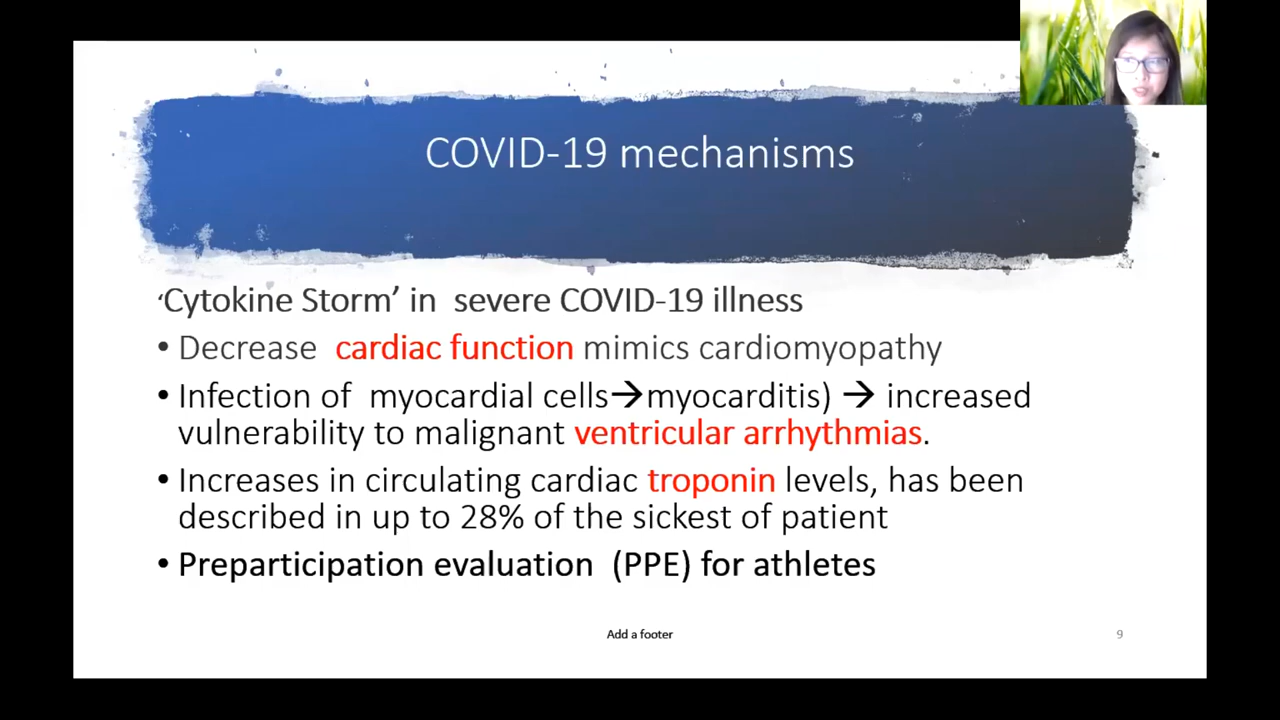 COVID-19 mechanisms
‘Cytokine Storm’ in severe COVID-19 illness
• Decrease cardiac function mimics cardiomyopathy
• Infection of myocardial cells→myocarditis) → increased
vulnerability to malignant ventricular arrhythmias.
• Increases in circulating cardiac troponin levels, has been
described in up to 28% of the sickest of patient
• Preparticipation evaluation (PPE) for athletes
Add a footer
9